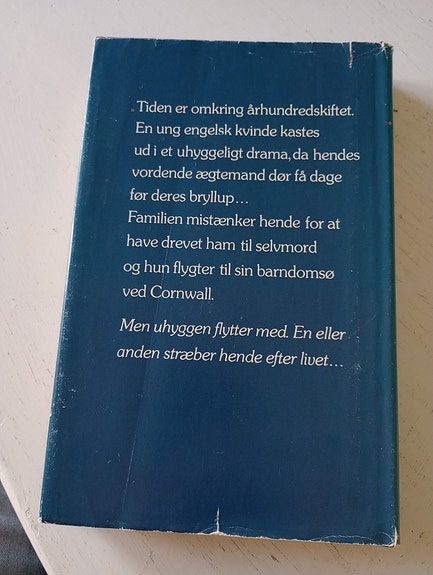 Tiden er omkring århundredskiftet.
En ung engelsk kvinde kastes
ud i et uhyggeligt drama, da hendes
vordende ægtemand dør få dage
før deres bryllup...
Familien mistænker hende for at
have drevet ham til selvmord
og hun flygter til sin barndomsø
ved Cornwall.
Men uhyggen flytter med. En eller
anden stræber hende efter livet...